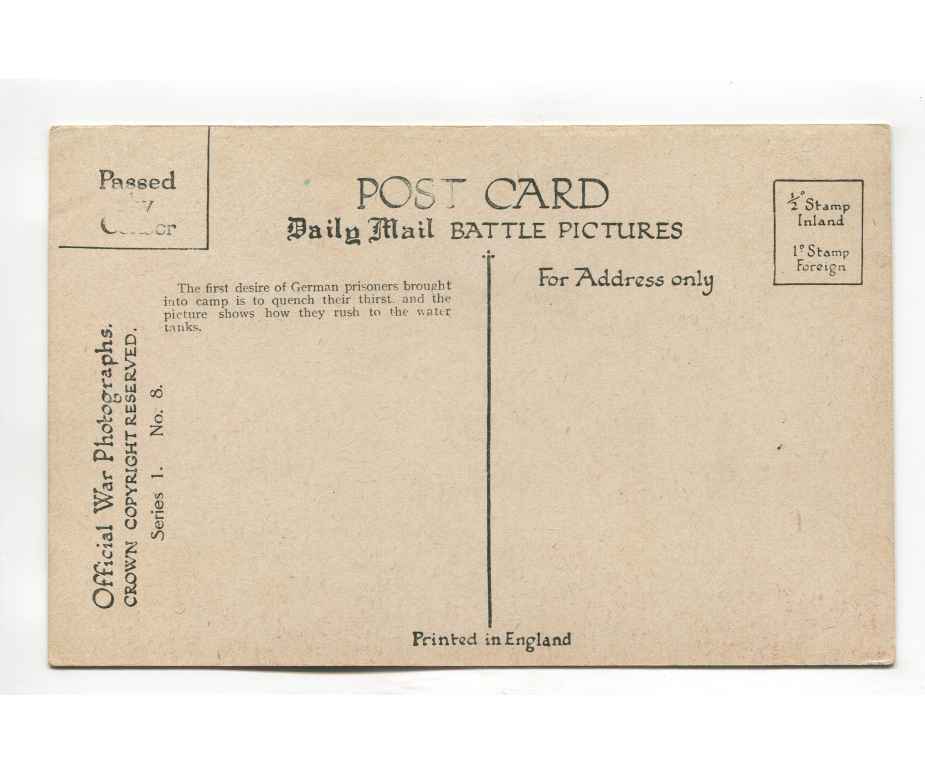 Passed
by
Censor
POST CARD
Daily Mail BATTLE PICTURES
½ᴰ Stamp
Inland
1ᴰ Stamp
Foreign
For Address only
The first desire of German prisoners brought
into camp is to quench their thirst, and the
picture shows how they rush to the water
tanks.
Official War Photographs.
CROWN COPYRIGHT RESERVED.
Series 1. No. 8.
Printed in England